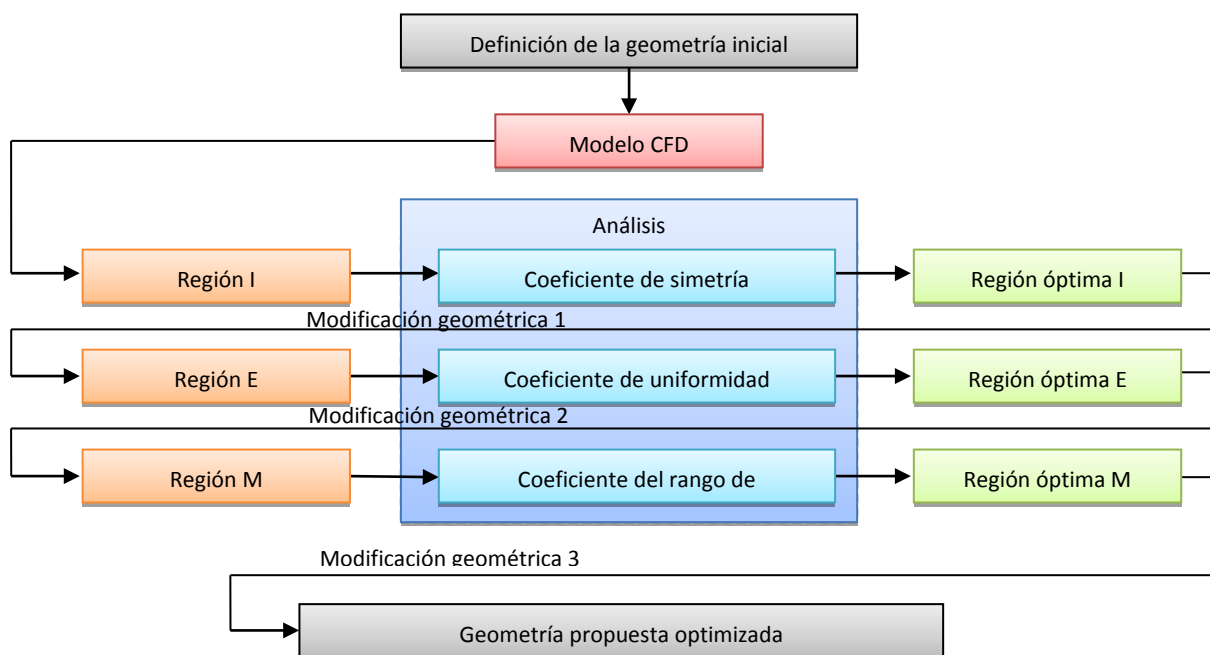 Definición de la geometría inicial
Modelo CFD
Análisis
Región I
Coeficiente de simetría
Región óptima I
Modificación geométrica 1
Región E
Coeficiente de uniformidad
Región óptima E
Modificación geométrica 2
Región M
Coeficiente del rango de
Región óptima M
Modificación geométrica 3
Geometría propuesta optimizada